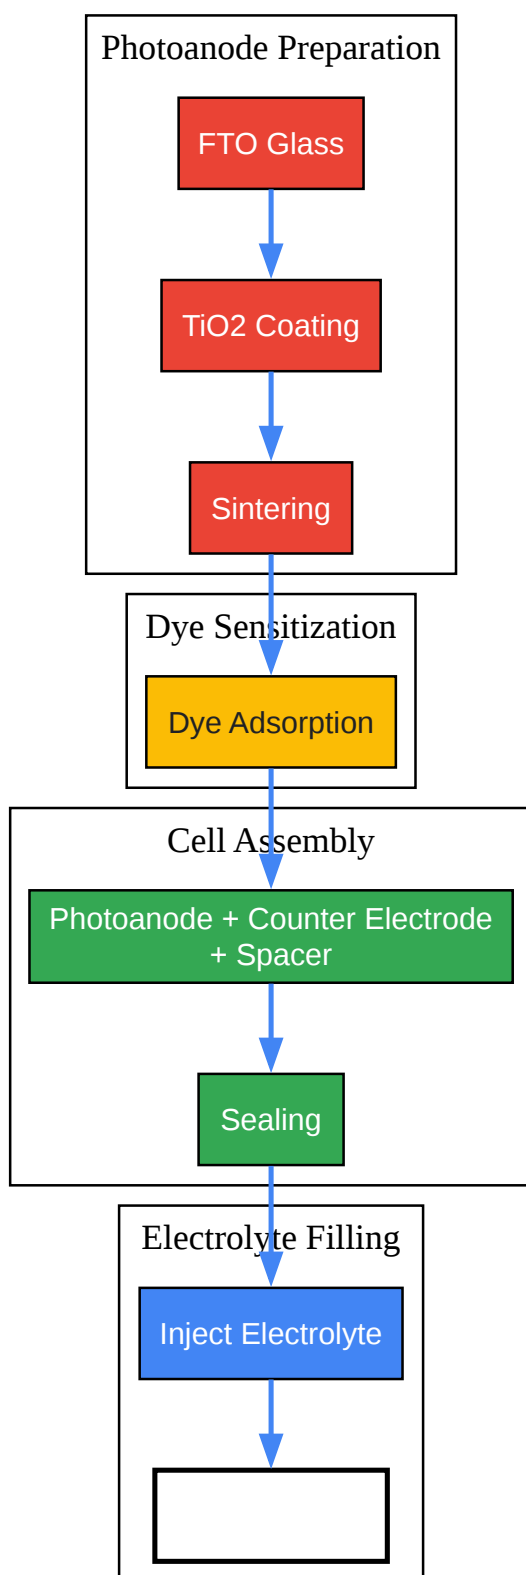 Photoanode Preparation
FTO Glass
TiO2 Coating
Sintering
Dye Sensitization
Dye Adsorption
Cell Assembly
Photoanode + Counter Electrode
+ Spacer
Sealing
Electrolyte Filling
Inject Electrolyte